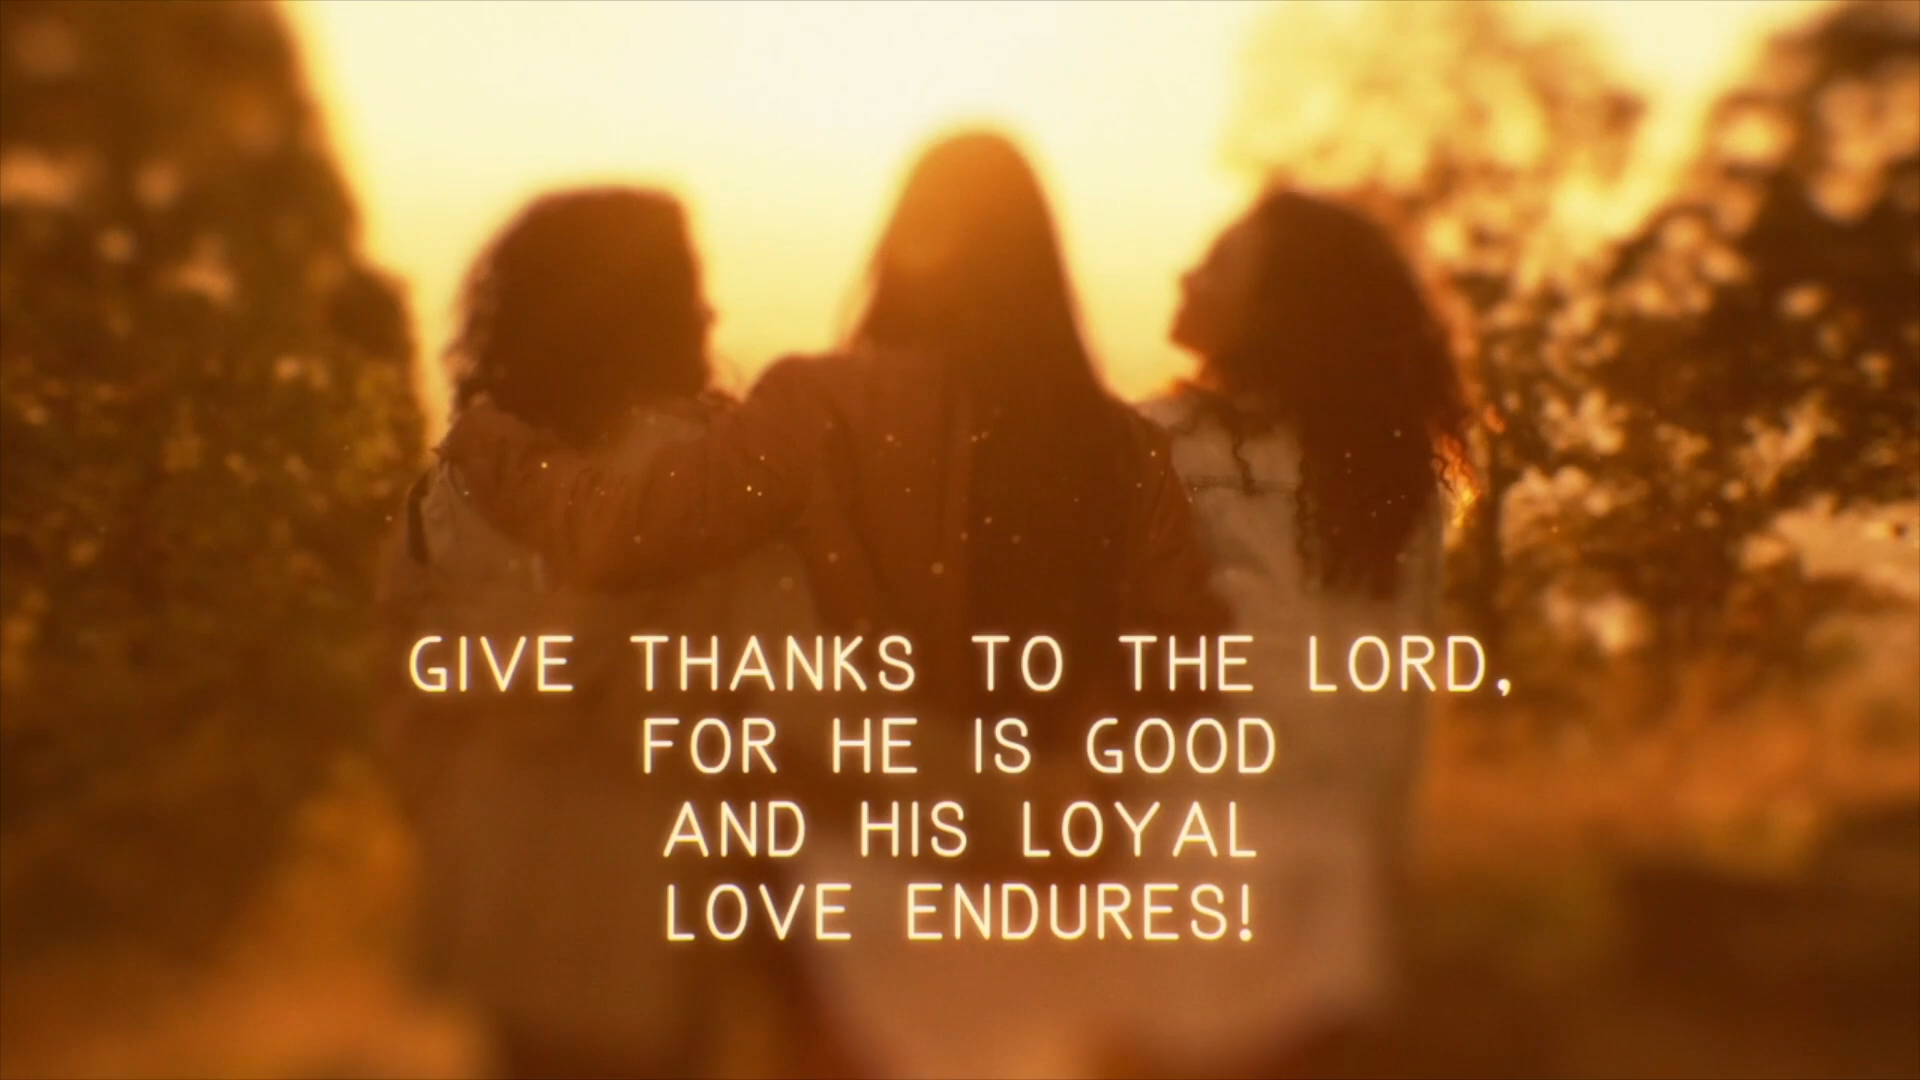 GIVE THANKS TO THE LORD,
FOR HE IS GOOD
AND HIS LOYAL
LOVE ENDURES!